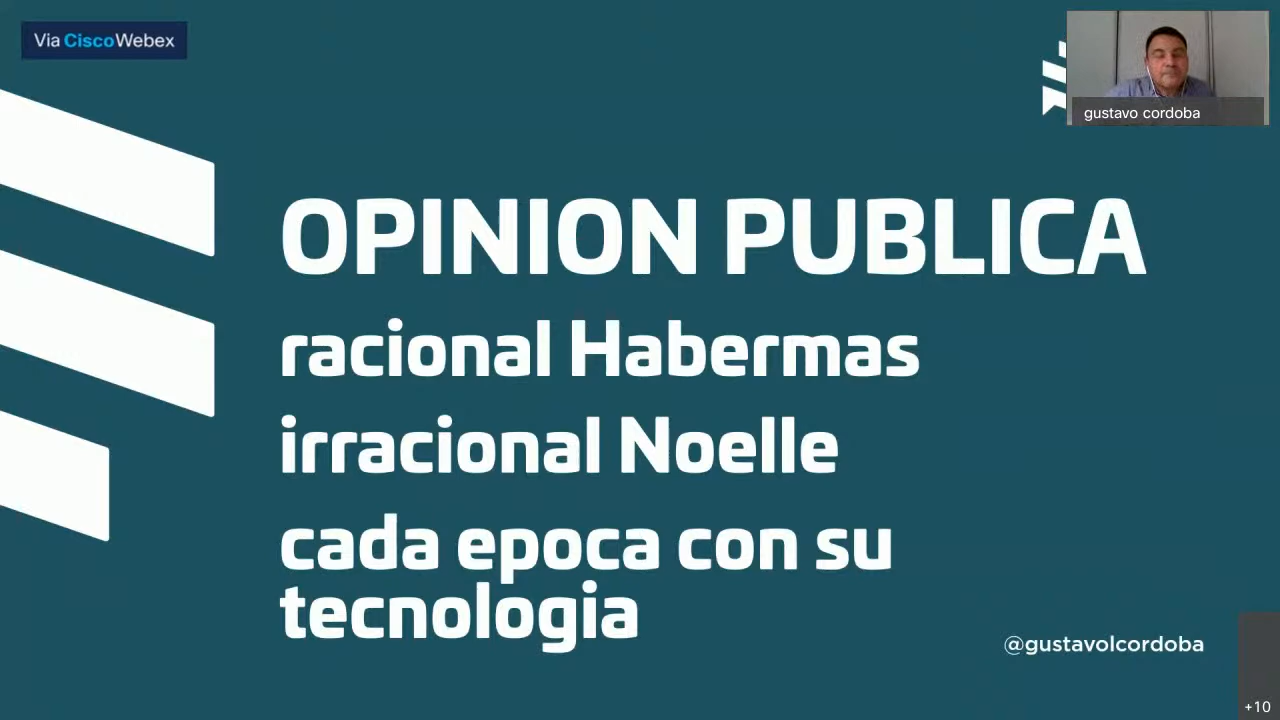 Via CiscoWebex
gustavo cordoba
OPINION PUBLICA
racional Habermas
irracional Noelle
cada epoca con su
tecnologia
@gustavolcordoba
+10